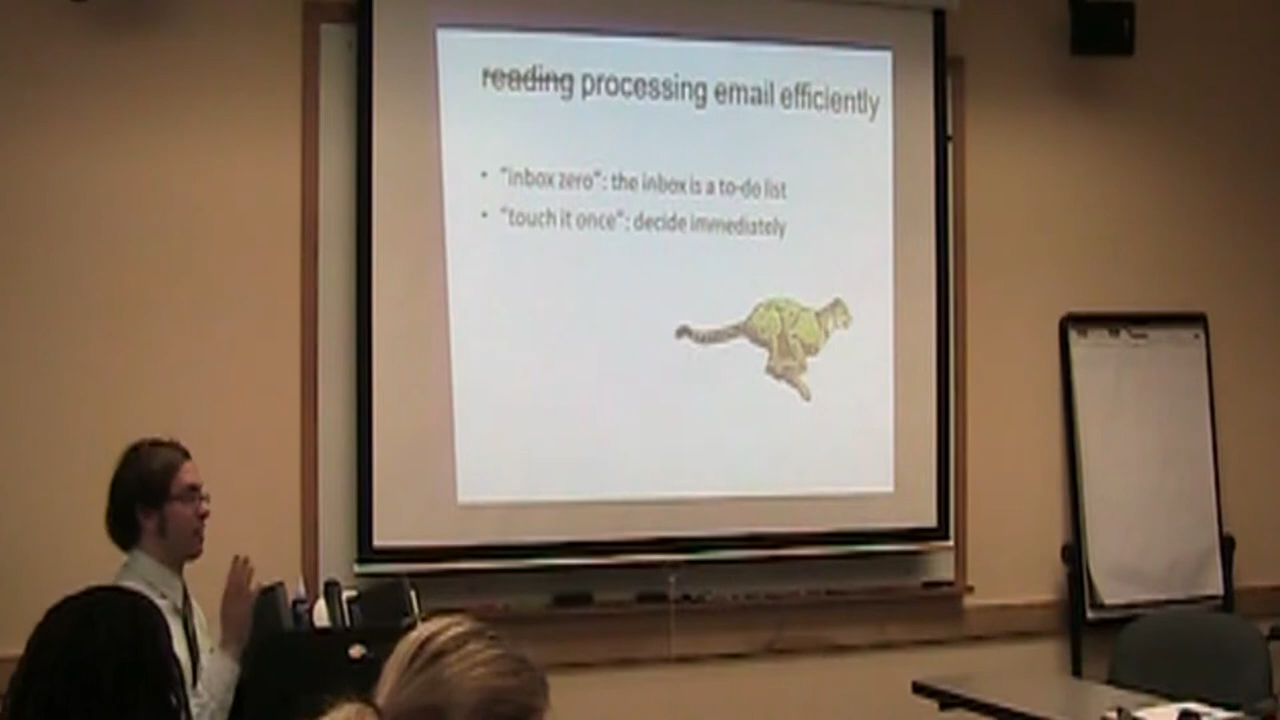 reading processing email efficiently
• "inbox zero": the inbox is a to-do list
• "touch it once": decide immediately